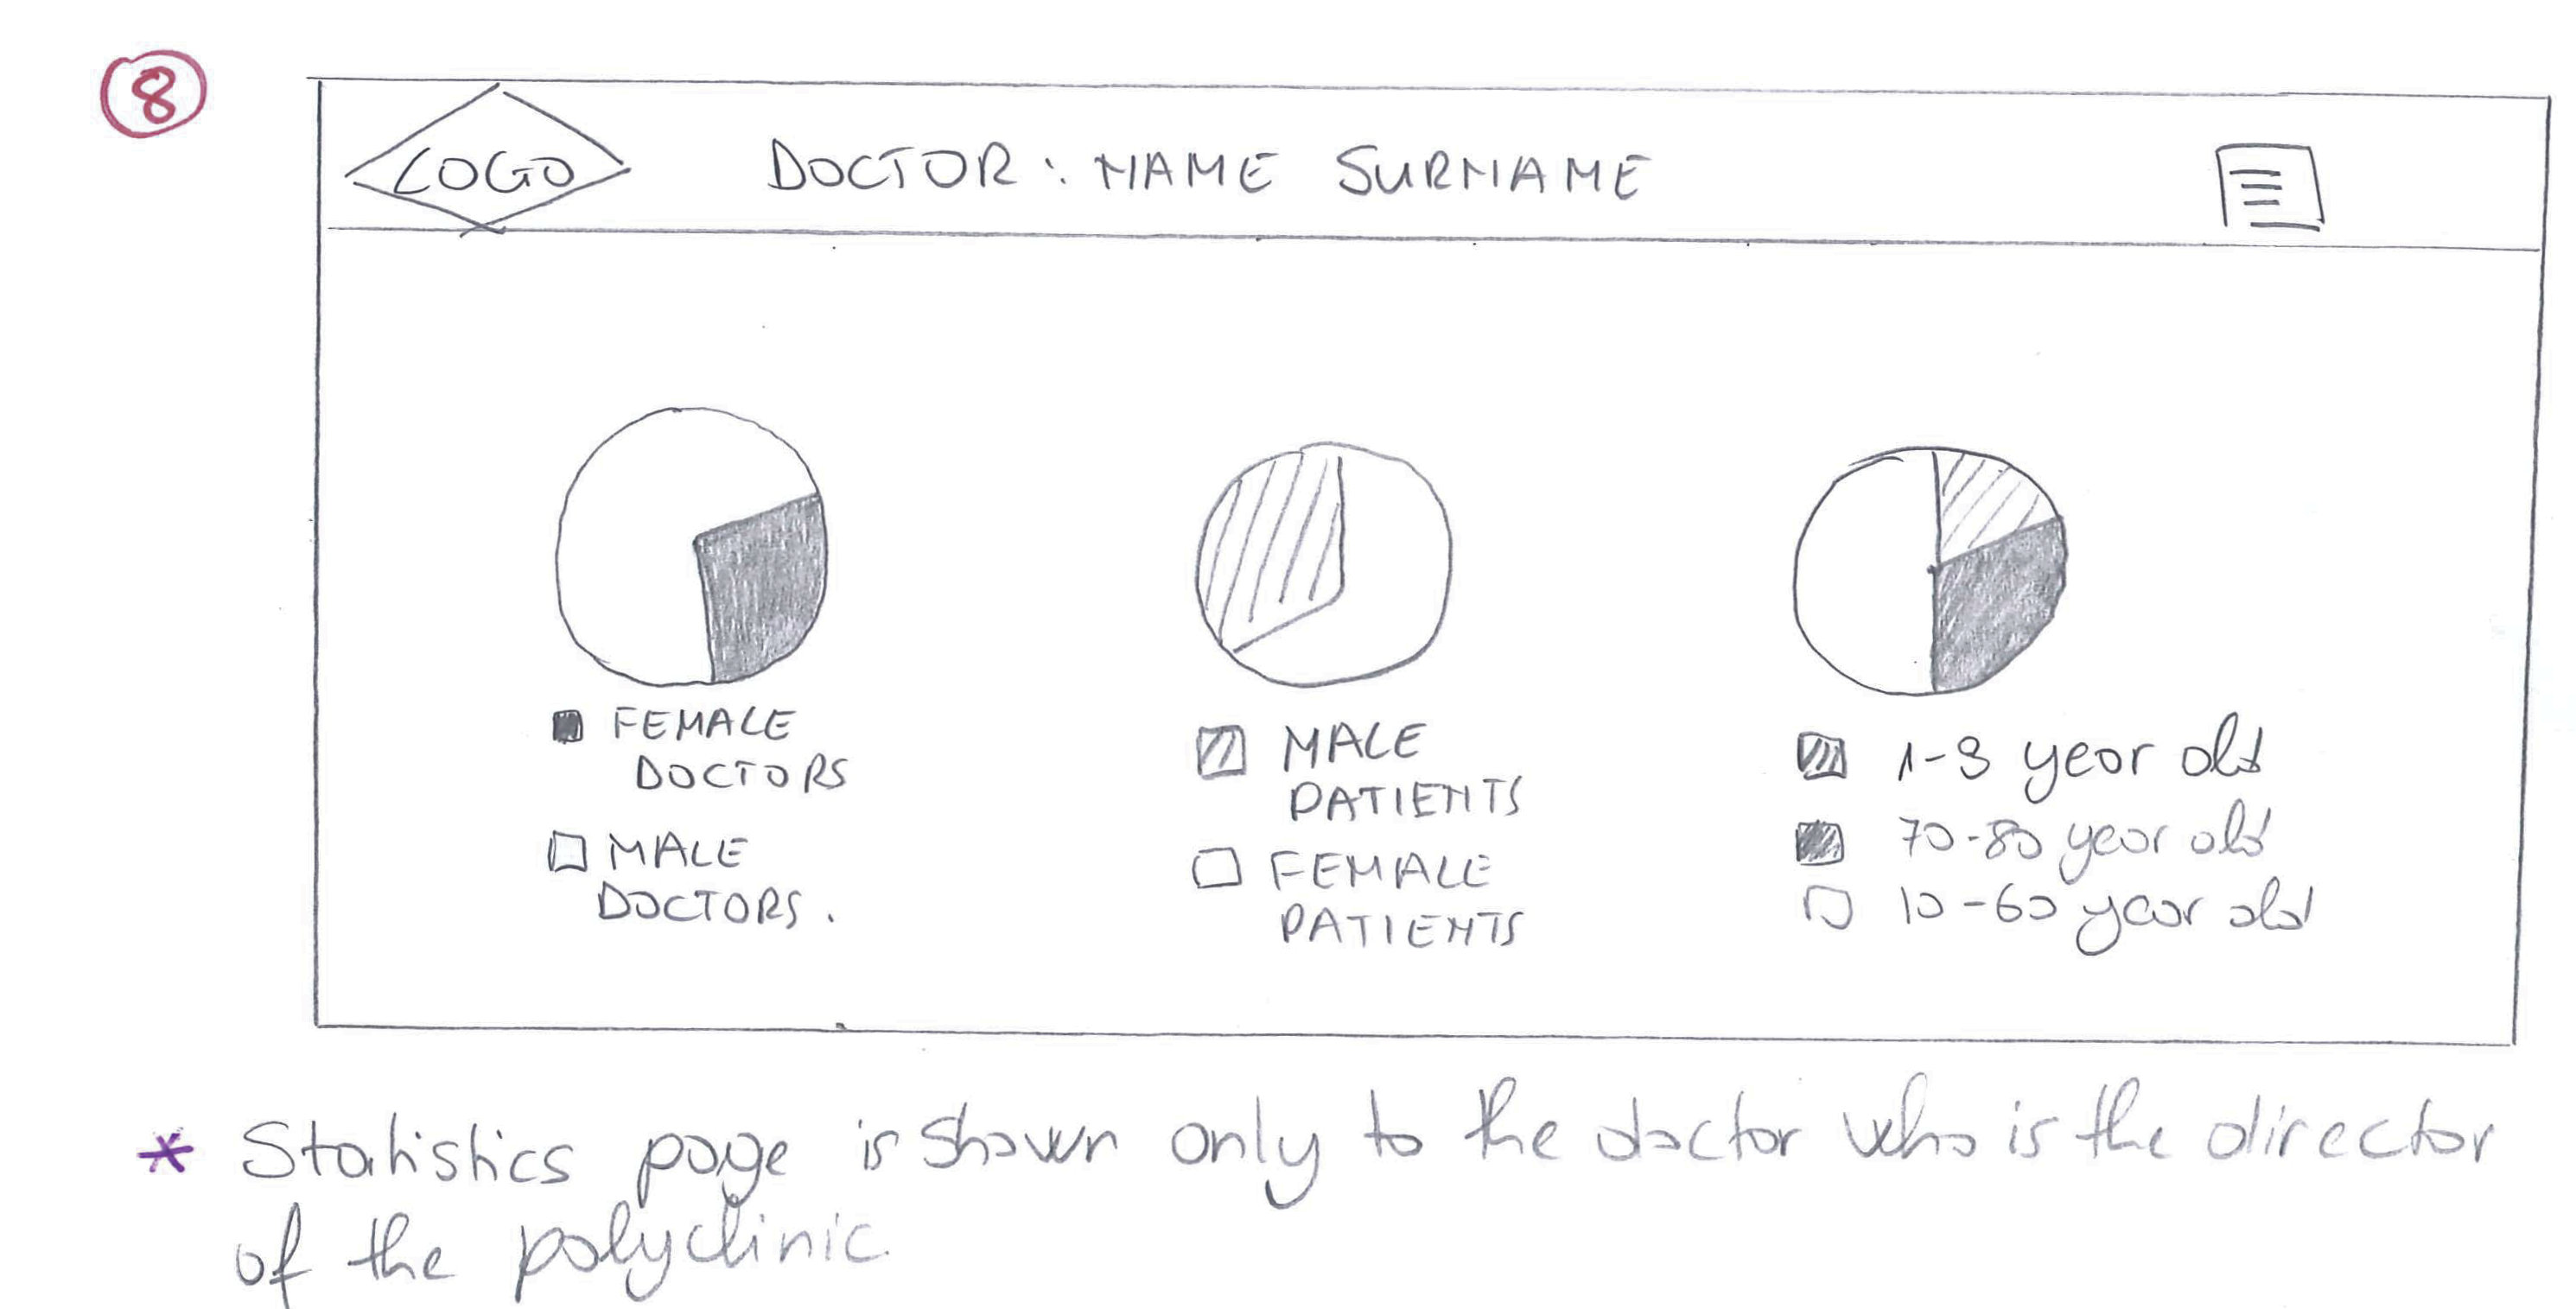 8
LOGO
DOCTOR : NAME SURNAME
FEMALE
DOCTORS
MALE
DOCTORS.
MALE
PATIENTS
FEMALE
PATIENTS
1-3 year old
70-80 year old
10-60 year old
* Statistics page is shown only to the doctor who is the director
of the polyclinic